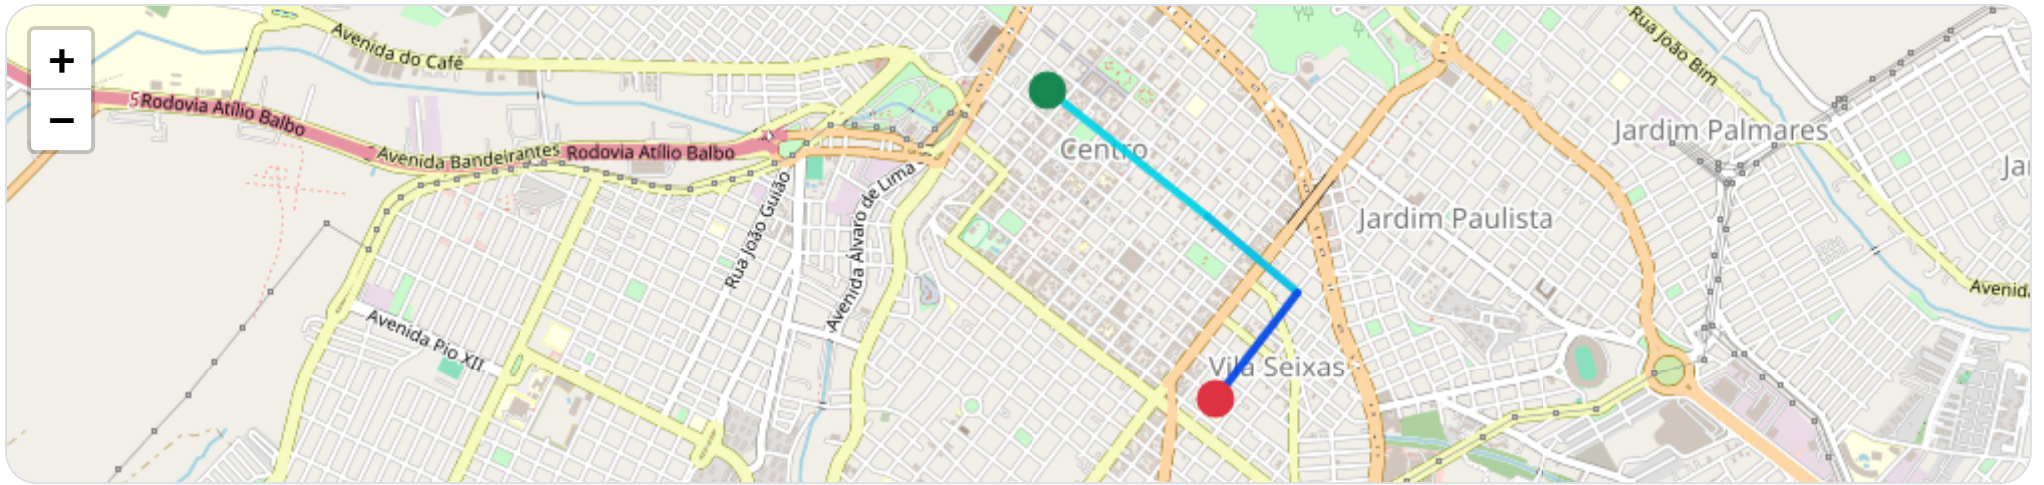 +
−
Avenida do Café
Rua João Bim
Rodovia Atílio Balbo
Avenida Bandeirantes
Rodovia Atílio Balbo
Centro
Jardim Palmares
Rua João Guião
Avenida Álvaro de Lima
Jardim Paulista
Avenida Pio XII
Vila Seixas